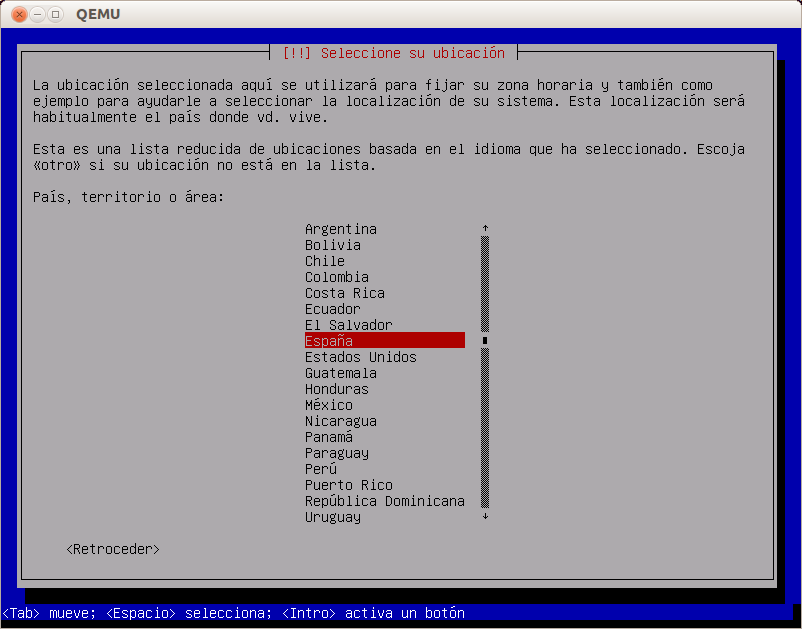 QEMU
[!!] Seleccione su ubicación
La ubicación seleccionada aquí se utilizará para fijar su zona horaria y también como
ejemplo para ayudarle a seleccionar la localización de su sistema. Esta localización será
habitualmente el país donde vd. vive.
Esta es una lista reducida de ubicaciones basada en el idioma que ha seleccionado. Escoja
«otro» si su ubicación no está en la lista.
País, territorio o área:
Argentina
Bolivia
Chile
Colombia
Costa Rica
Ecuador
El Salvador
España
Estados Unidos
Guatemala
Honduras
México
Nicaragua
Panamá
Paraguay
Perú
Puerto Rico
República Dominicana
Uruguay
<Retroceder>
<Tab> mueve; <Espacio> selecciona; <Intro> activa un botón